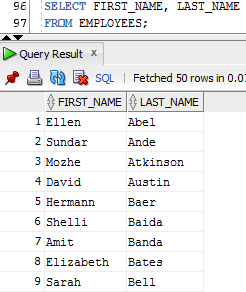 96 SELECT FIRST_NAME, LAST_NAME
97 FROM EMPLOYEES;
Query Result ×
SQL | Fetched 50 rows in 0.0
FIRST_NAME LAST_NAME
1 Ellen Abel
2 Sundar Ande
3 Mozhe Atkinson
4 David Austin
5 Hermann Baer
6 Shelli Baida
7 Amit Banda
8 Elizabeth Bates
9 Sarah Bell